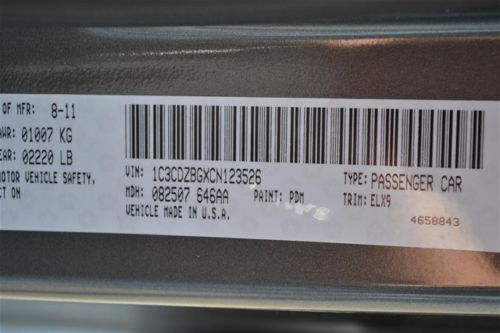 OF MFR: 8-11
AWR: 01007 KG
EAR: 02220 LB
MOTOR VEHICLE SAFETY,
CT ON
VIN: 1C3CDZBGXCN123526
TYPE: PASSENGER CAR
MDH: 082507 646AA
PAINT: PDM
TRIM: ELX9
VEHICLE MADE IN U.S.A.
4658843